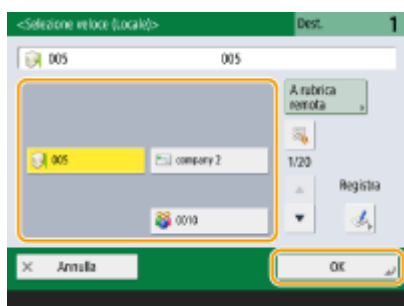 <Selezione veloce (Locale)>
Dest. 1
005 005
A rubrica
remota
005
company 2
1/20
Registra
0010
× Annulla
OK